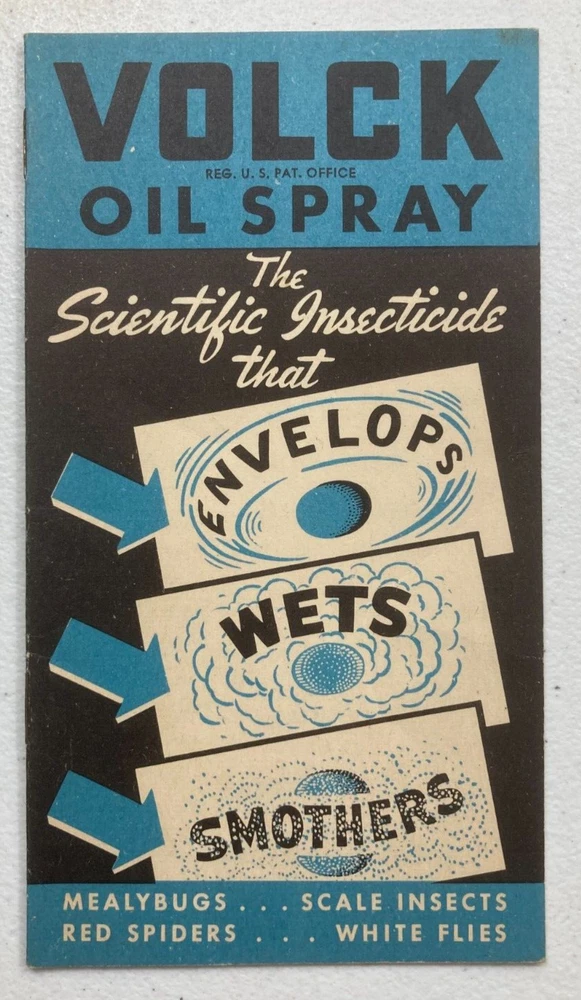 VOLCK
REG. U. S. PAT. OFFICE
OIL SPRAY
The
Scientific Insecticide
that
ENVELOPS
WETS
SMOTHERS
MEALYBUGS . . . SCALE INSECTS
RED SPIDERS . . . WHITE FLIES